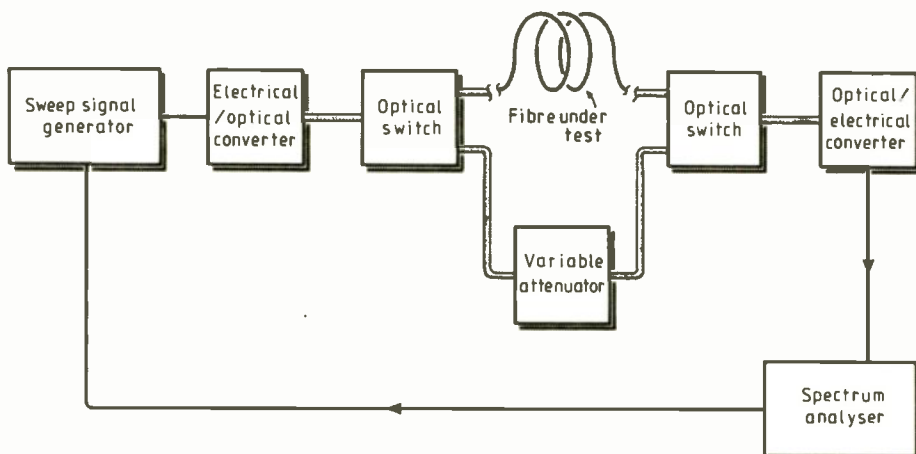 Sweep signal
generator
Electrical
/optical
converter
Optical
switch
Fibre under
test
Optical
switch
Optical/
electrical
converter
Variable
attenuator
Spectrum
analyser